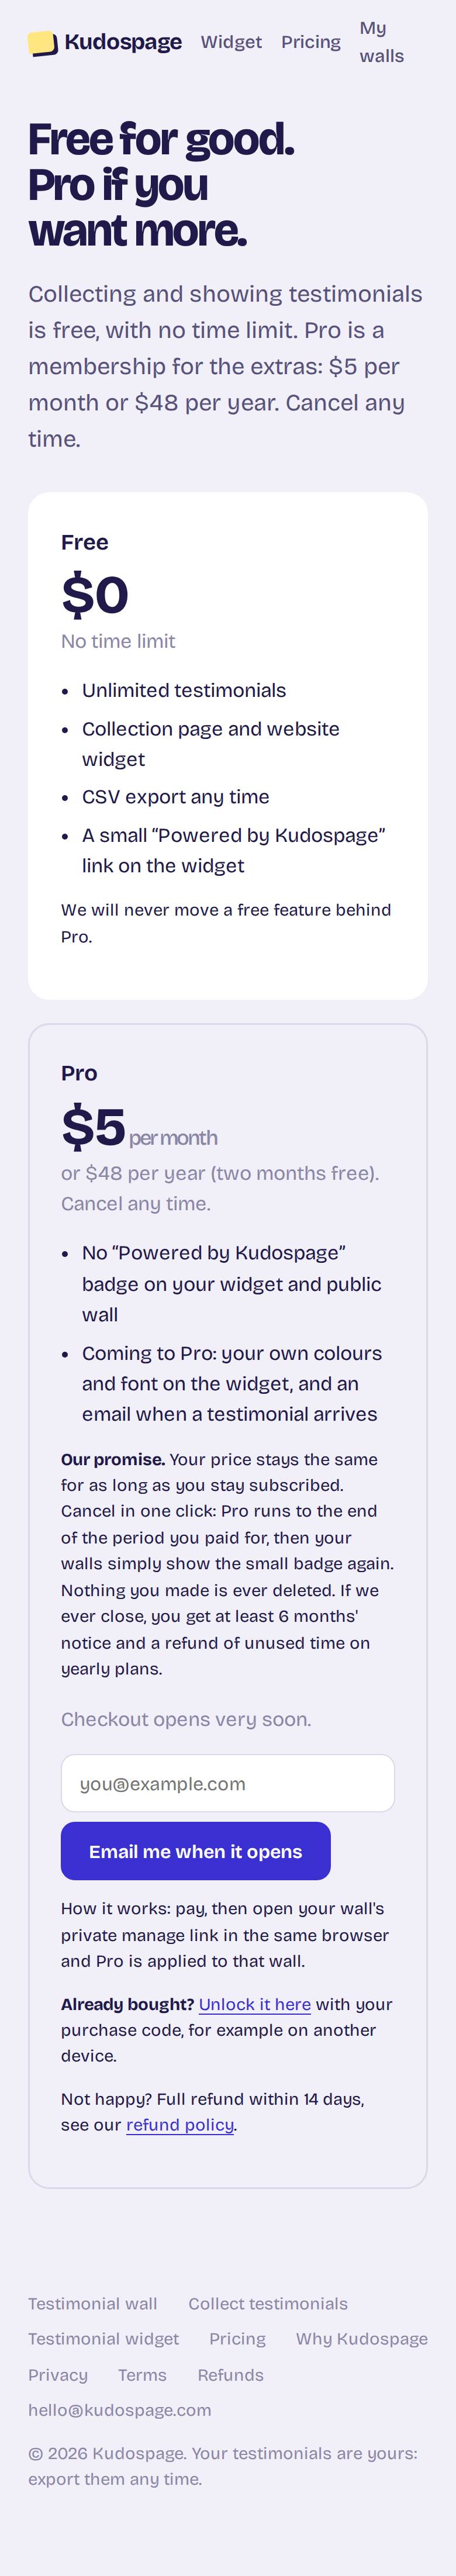 Kudospage Widget Pricing My walls
Free for good.
Pro if you
want more.
Collecting and showing testimonials
is free, with no time limit. Pro is a
membership for the extras: $5 per
month or $48 per year. Cancel any
time.
Free
$0
No time limit
• Unlimited testimonials
• Collection page and website
widget
• CSV export any time
• A small “Powered by Kudospage”
link on the widget
We will never move a free feature behind
Pro.
Pro
$5 per month
or $48 per year (two months free).
Cancel any time.
• No “Powered by Kudospage”
badge on your widget and public
wall
• Coming to Pro: your own colours
and font on the widget, and an
email when a testimonial arrives
Our promise. Your price stays the same
for as long as you stay subscribed.
Cancel in one click: Pro runs to the end
of the period you paid for, then your
walls simply show the small badge again.
Nothing you made is ever deleted. If we
ever close, you get at least 6 months'
notice and a refund of unused time on
yearly plans.
Checkout opens very soon.
you@example.com
Email me when it opens
How it works: pay, then open your wall's
private manage link in the same browser
and Pro is applied to that wall.
Already bought? Unlock it here with your
purchase code, for example on another
device.
Not happy? Full refund within 14 days,
see our refund policy.
Testimonial wall Collect testimonials
Testimonial widget Pricing Why Kudospage
Privacy Terms Refunds
hello@kudospage.com
© 2026 Kudospage. Your testimonials are yours:
export them any time.